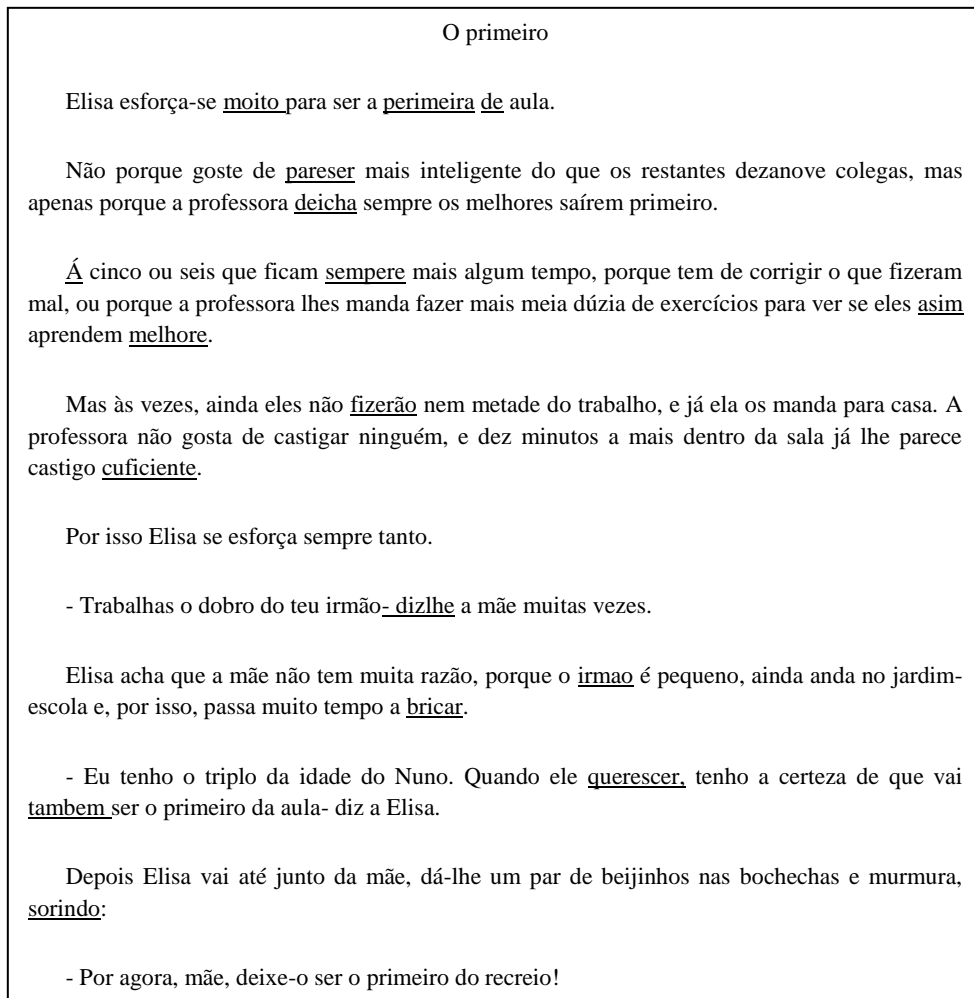 O primeiro
Elisa esforça-se moito para ser a perimeira de aula.
Não porque goste de pareser mais inteligente do que os restantes dezanove colegas, mas
apenas porque a professora deicha sempre os melhores saírem primeiro.
Á cinco ou seis que ficam sempere mais algum tempo, porque tem de corrigir o que fizeram
mal, ou porque a professora lhes manda fazer mais meia dúzia de exercícios para ver se eles asim
aprendem melhore.
Mas às vezes, ainda eles não fizerão nem metade do trabalho, e já ela os manda para casa. A
professora não gosta de castigar ninguém, e dez minutos a mais dentro da sala já lhe parece
castigo cuficiente.
Por isso Elisa se esforça sempre tanto.
- Trabalhas o dobro do teu irmão- dizlhe a mãe muitas vezes.
Elisa acha que a mãe não tem muita razão, porque o irmao é pequeno, ainda anda no jardim-
escola e, por isso, passa muito tempo a bricar.
- Eu tenho o triplo da idade do Nuno. Quando ele querescer, tenho a certeza de que vai
tambem ser o primeiro da aula- diz a Elisa.
Depois Elisa vai até junto da mãe, dá-lhe um par de beijinhos nas bochechas e murmura,
sorindo:
- Por agora, mãe, deixe-o ser o primeiro do recreio!